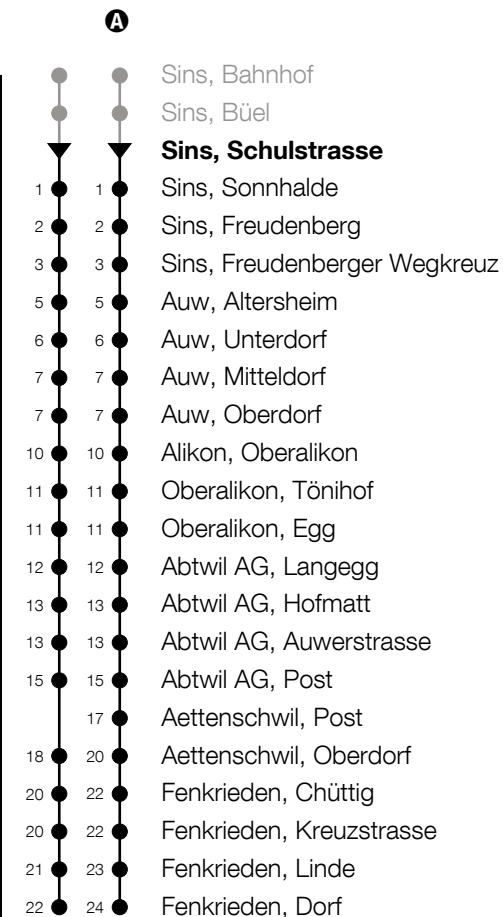 A
Sins, Bahnhof
Sins, Büel
Sins, Schulstrasse
1 1 Sins, Sonnhalde
2 2 Sins, Freudenberg
3 3 Sins, Freudenberger Wegkreuz
5 5 Auw, Altersheim
6 6 Auw, Unterdorf
7 7 Auw, Mitteldorf
7 7 Auw, Oberdorf
10 10 Alikon, Oberalikon
11 11 Oberalikon, Tönihof
11 11 Oberalikon, Egg
12 12 Abtwil AG, Langegg
13 13 Abtwil AG, Hofmatt
13 13 Abtwil AG, Auwerstrasse
15 15 Abtwil AG, Post
17 Aettenschwil, Post
18 20 Aettenschwil, Oberdorf
20 22 Fenkrieden, Chüttig
20 22 Fenkrieden, Kreuzstrasse
21 23 Fenkrieden, Linde
22 24 Fenkrieden, Dorf